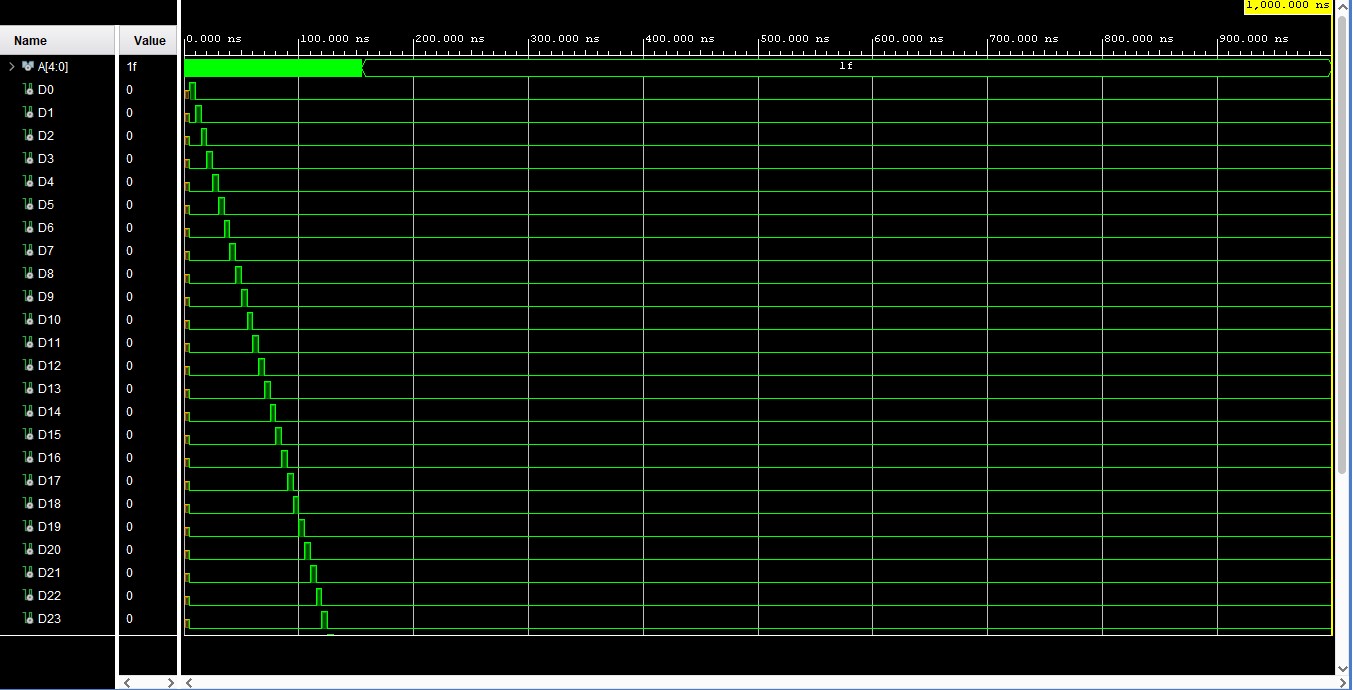 1,000.000 ns
Name Value 0.000 ns 100.000 ns 200.000 ns 300.000 ns 400.000 ns 500.000 ns 600.000 ns 700.000 ns 800.000 ns 900.000 ns
A[4:0] 1f 1f
D0 0
D1 0
D2 0
D3 0
D4 0
D5 0
D6 0
D7 0
D8 0
D9 0
D10 0
D11 0
D12 0
D13 0
D14 0
D15 0
D16 0
D17 0
D18 0
D19 0
D20 0
D21 0
D22 0
D23 0